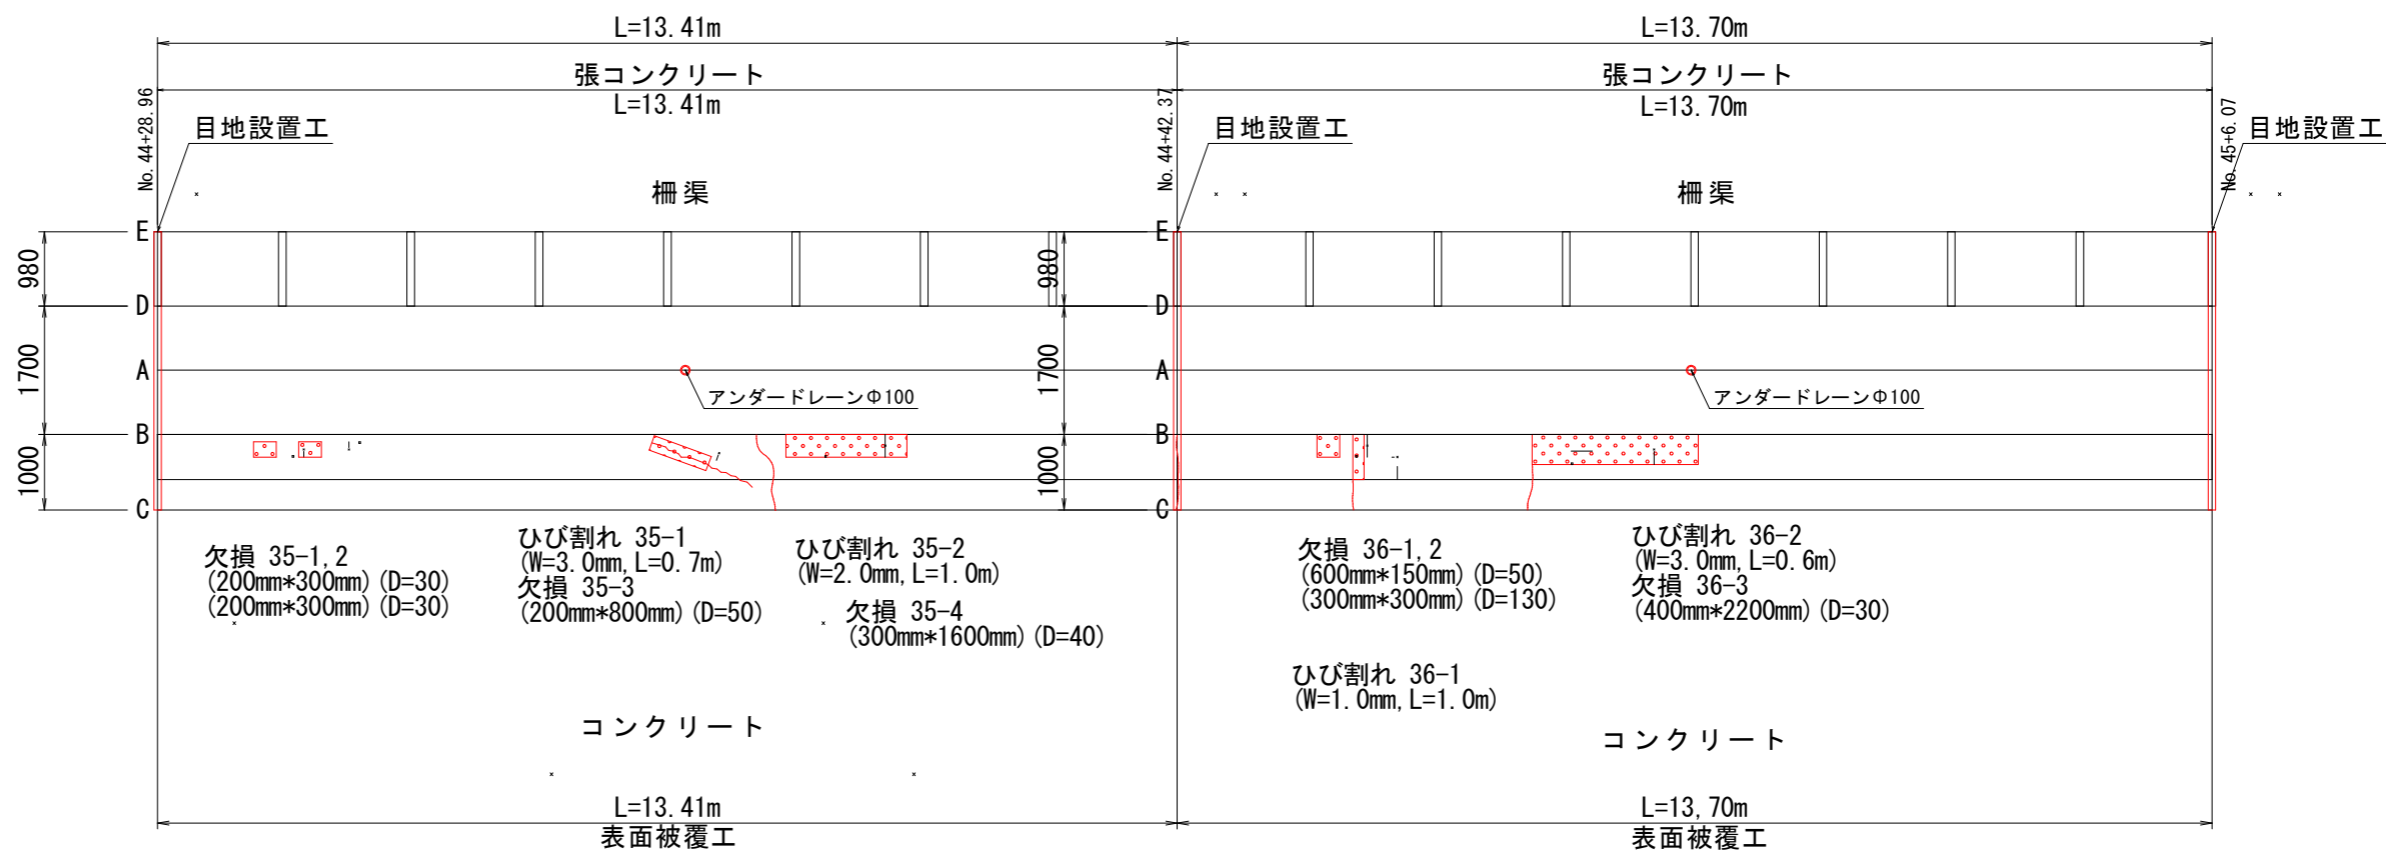 L=13.41m
L=13.70m
張コンクリート
張コンクリート
L=13.41m
L=13.70m
No.44+28.96
No.44+42.37
No.45+6.07
目地設置工
目地設置工
目地設置工
柵渠
柵渠
E
E
980
980
D
D
1700
1700
A
A
アンダードレーンΦ100
アンダードレーンΦ100
B
B
1000
1000
C
C
欠損 35-1,2
(200mm*300mm)(D=30)
(200mm*300mm)(D=30)
ひび割れ 35-1
(W=3.0mm,L=0.7m)
欠損 35-3
(200mm*800mm)(D=50)
ひび割れ 35-2
(W=2.0mm,L=1.0m)
欠損 35-4
(300mm*1600mm)(D=40)
欠損 36-1,2
(600mm*150mm)(D=50)
(300mm*300mm)(D=130)
ひび割れ 36-2
(W=3.0mm,L=0.6m)
欠損 36-3
(400mm*2200mm)(D=30)
ひび割れ 36-1
(W=1.0mm,L=1.0m)
コンクリート
コンクリート
L=13.41m
L=13,70m
表面被覆工
表面被覆工